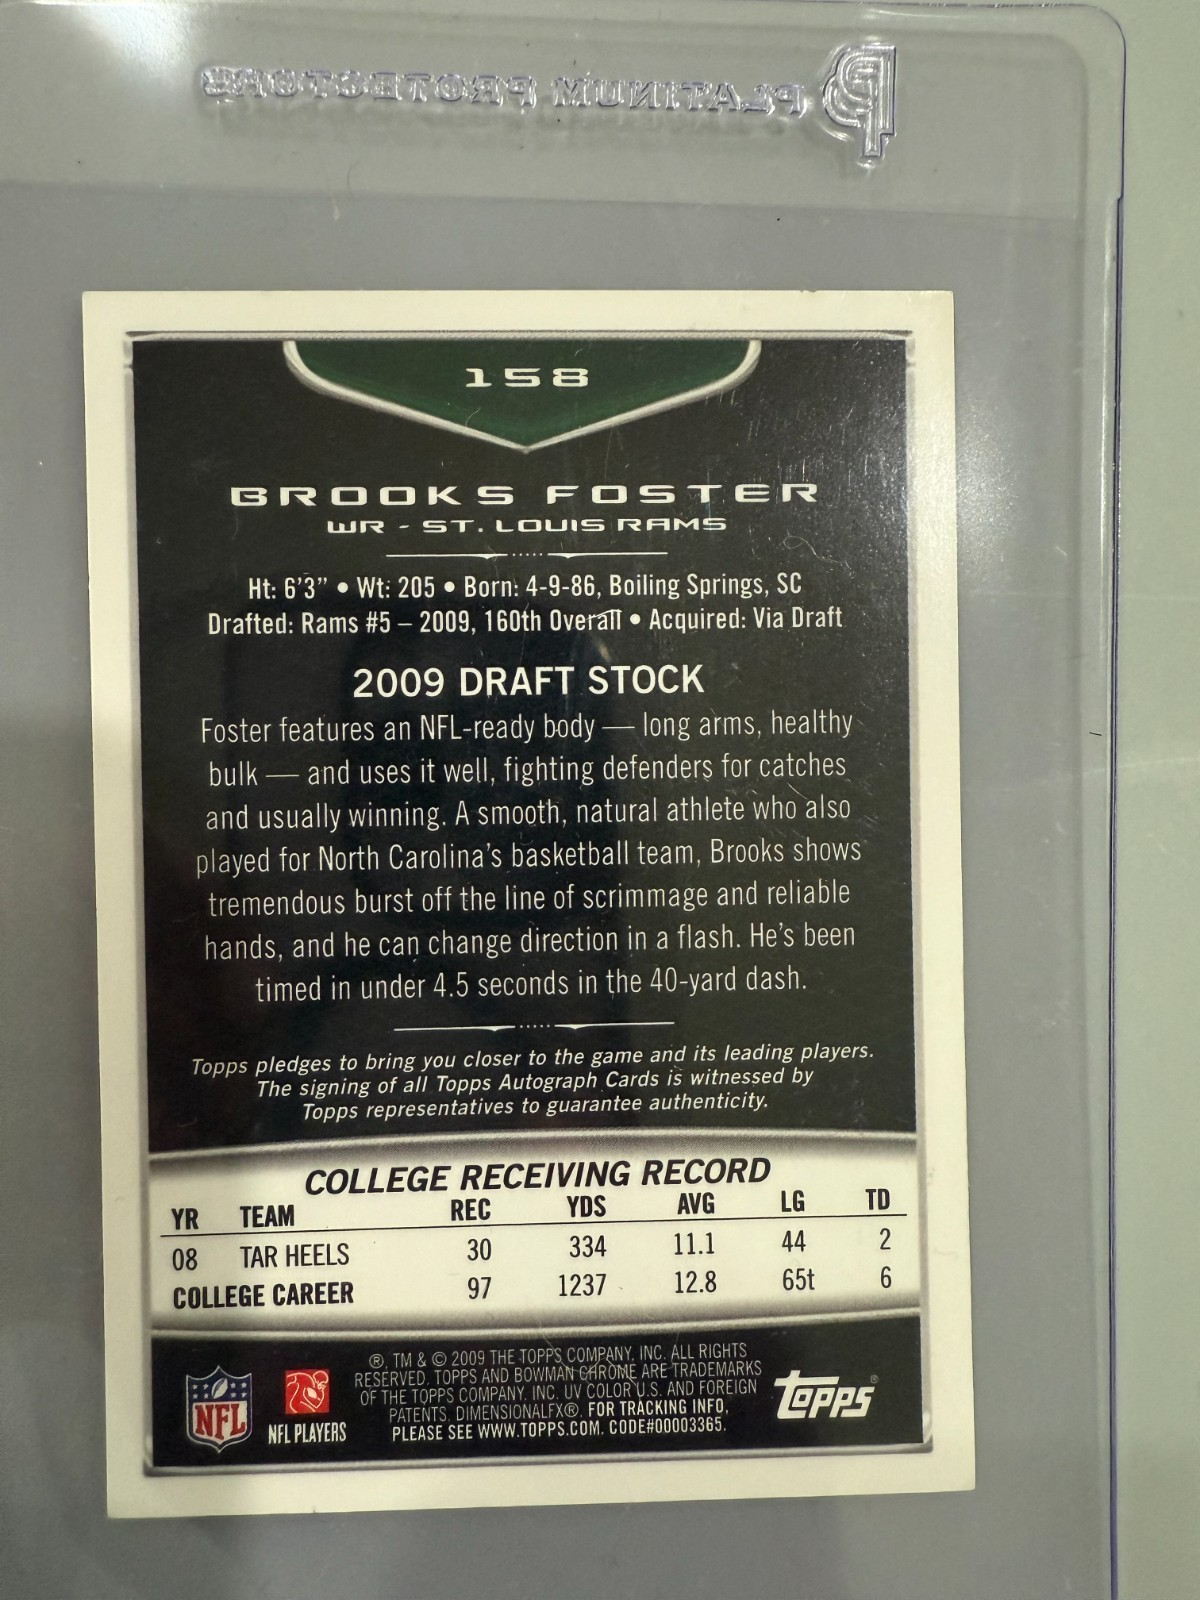 PLATINUM PROTECTORS
158
BROOKS FOSTER
WR - ST. LOUIS RAMS
Ht: 6'3" • Wt: 205 • Born: 4-9-86, Boiling Springs, SC
Drafted: Rams #5 – 2009, 160th Overall • Acquired: Via Draft
2009 DRAFT STOCK
Foster features an NFL-ready body — long arms, healthy
bulk — and uses it well, fighting defenders for catches
and usually winning. A smooth, natural athlete who also
played for North Carolina's basketball team, Brooks shows
tremendous burst off the line of scrimmage and reliable
hands, and he can change direction in a flash. He's been
timed in under 4.5 seconds in the 40-yard dash.
Topps pledges to bring you closer to the game and its leading players.
The signing of all Topps Autograph Cards is witnessed by
Topps representatives to guarantee authenticity.
COLLEGE RECEIVING RECORD
YR TEAM REC YDS AVG LG TD
08 TAR HEELS 30 334 11.1 44 2
COLLEGE CAREER 97 1237 12.8 65t 6
®, TM & © 2009 THE TOPPS COMPANY, INC. ALL RIGHTS
RESERVED. TOPPS AND BOWMAN CHROME ARE TRADEMARKS
OF THE TOPPS COMPANY, INC. UV COLOR U.S. AND FOREIGN
PATENTS. DIMENSIONALFX®. FOR TRACKING INFO,
PLEASE SEE WWW.TOPPS.COM. CODE#00003365.
NFL
NFL PLAYERS
topps®